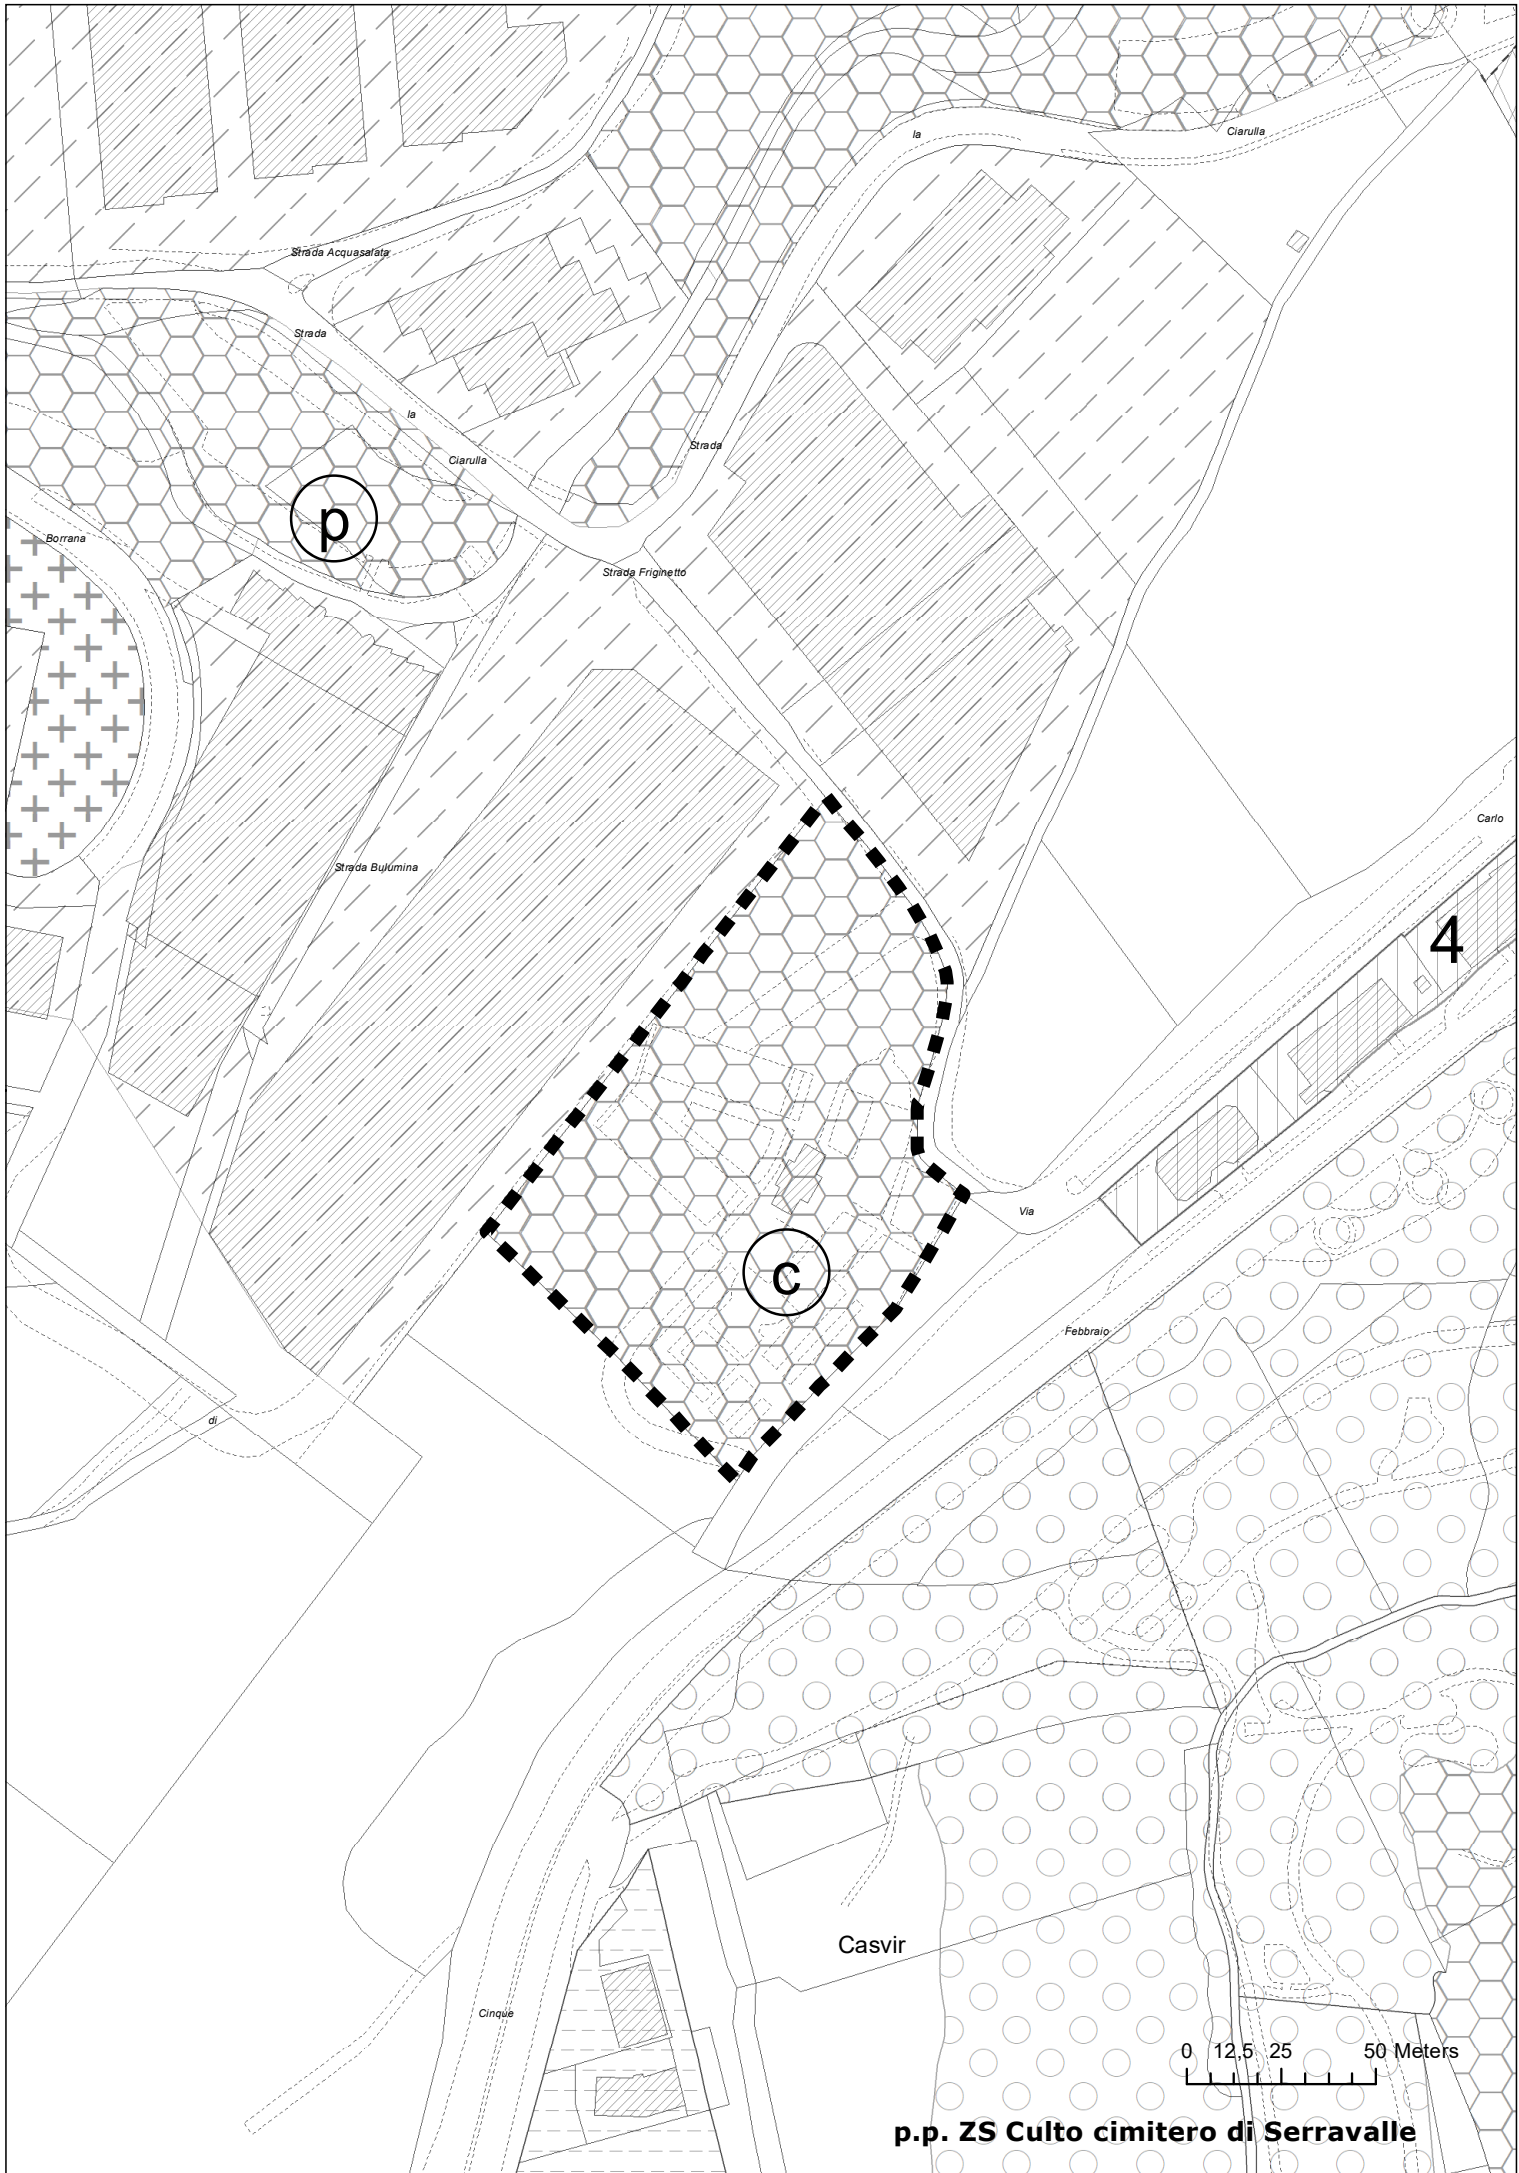 la
Ciarulla
Strada Acquasalata
Strada
la
Ciarulla
Strada
p
Borrana
Strada Friginetto
Carlo
Strada Bulumina
4
Via
c
Febbraio
di
Casvir
Cinque
0 12,5 25 50 Meters
p.p. ZS Culto cimitero di Serravalle